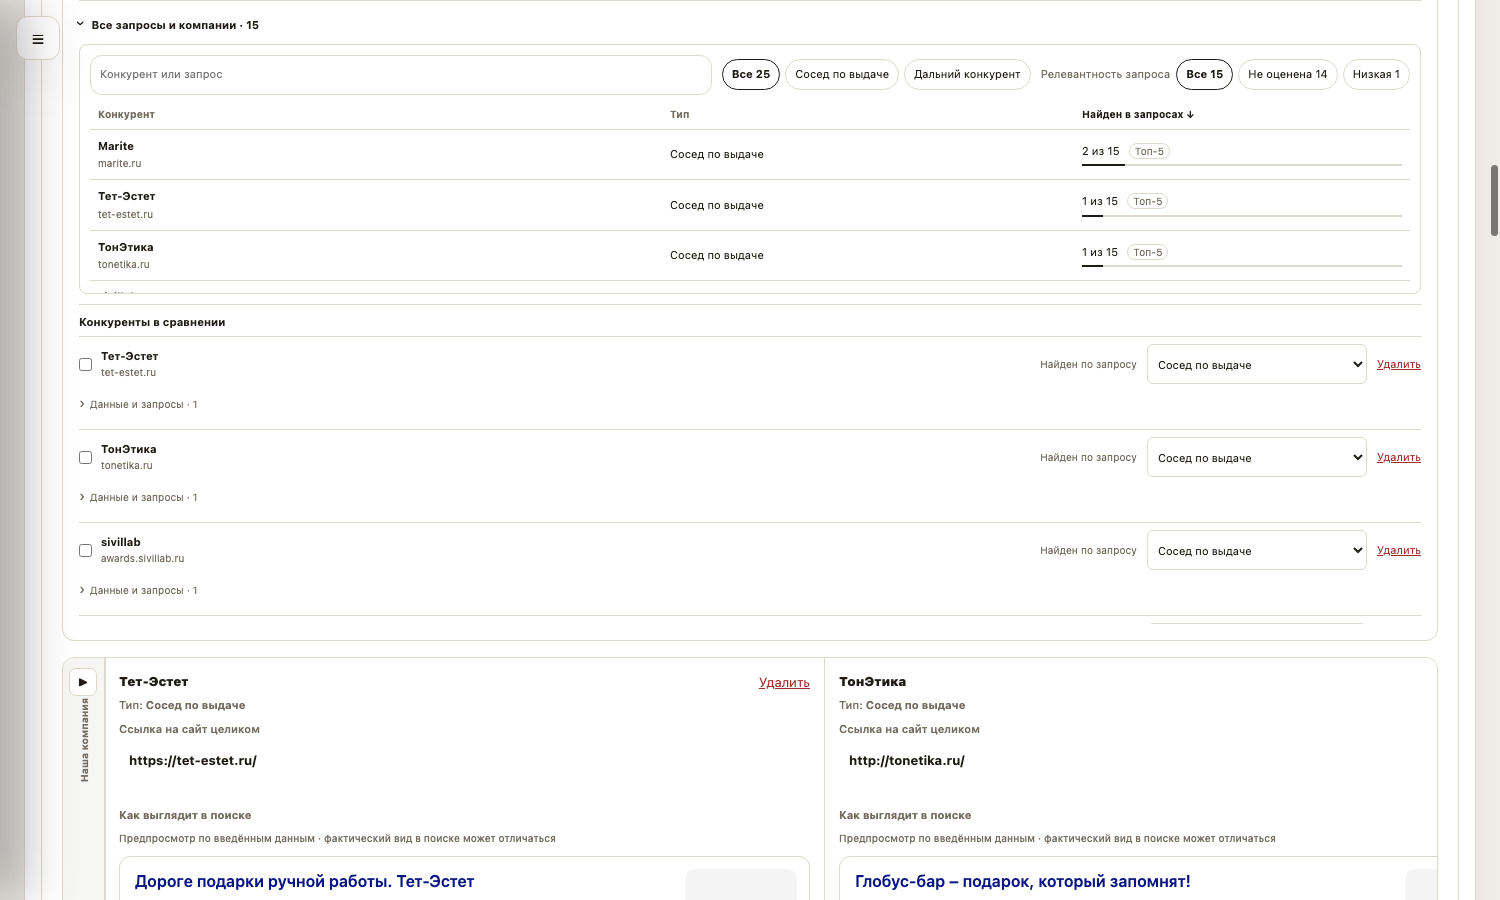 Все запросы и компании · 15
Конкурент или запрос
Все 25 Сосед по выдаче Дальний конкурент Релевантность запроса Все 15 Не оценена 14 Низкая 1
Конкурент Тип Найден в запросах ↓
Marite
marite.ru
Сосед по выдаче
2 из 15 Топ-5
Тет-Эстет
tet-estet.ru
Сосед по выдаче
1 из 15 Топ-5
ТонЭтика
tonetika.ru
Сосед по выдаче
1 из 15 Топ-5
Конкуренты в сравнении
Тет-Эстет
tet-estet.ru
Найден по запросу Сосед по выдаче Удалить
Данные и запросы · 1
ТонЭтика
tonetika.ru
Найден по запросу Сосед по выдаче Удалить
Данные и запросы · 1
sivillab
awards.sivillab.ru
Найден по запросу Сосед по выдаче Удалить
Данные и запросы · 1
Наша компания
Тет-Эстет Удалить
Тип: Сосед по выдаче
Ссылка на сайт целиком
https://tet-estet.ru/
Как выглядит в поиске
Предпросмотр по введённым данным · фактический вид в поиске может отличаться
Дороге подарки ручной работы. Тет-Эстет
ТонЭтика
Тип: Сосед по выдаче
Ссылка на сайт целиком
http://tonetika.ru/
Как выглядит в поиске
Предпросмотр по введённым данным · фактический вид в поиске может отличаться
Глобус-бар – подарок, который запомнят!